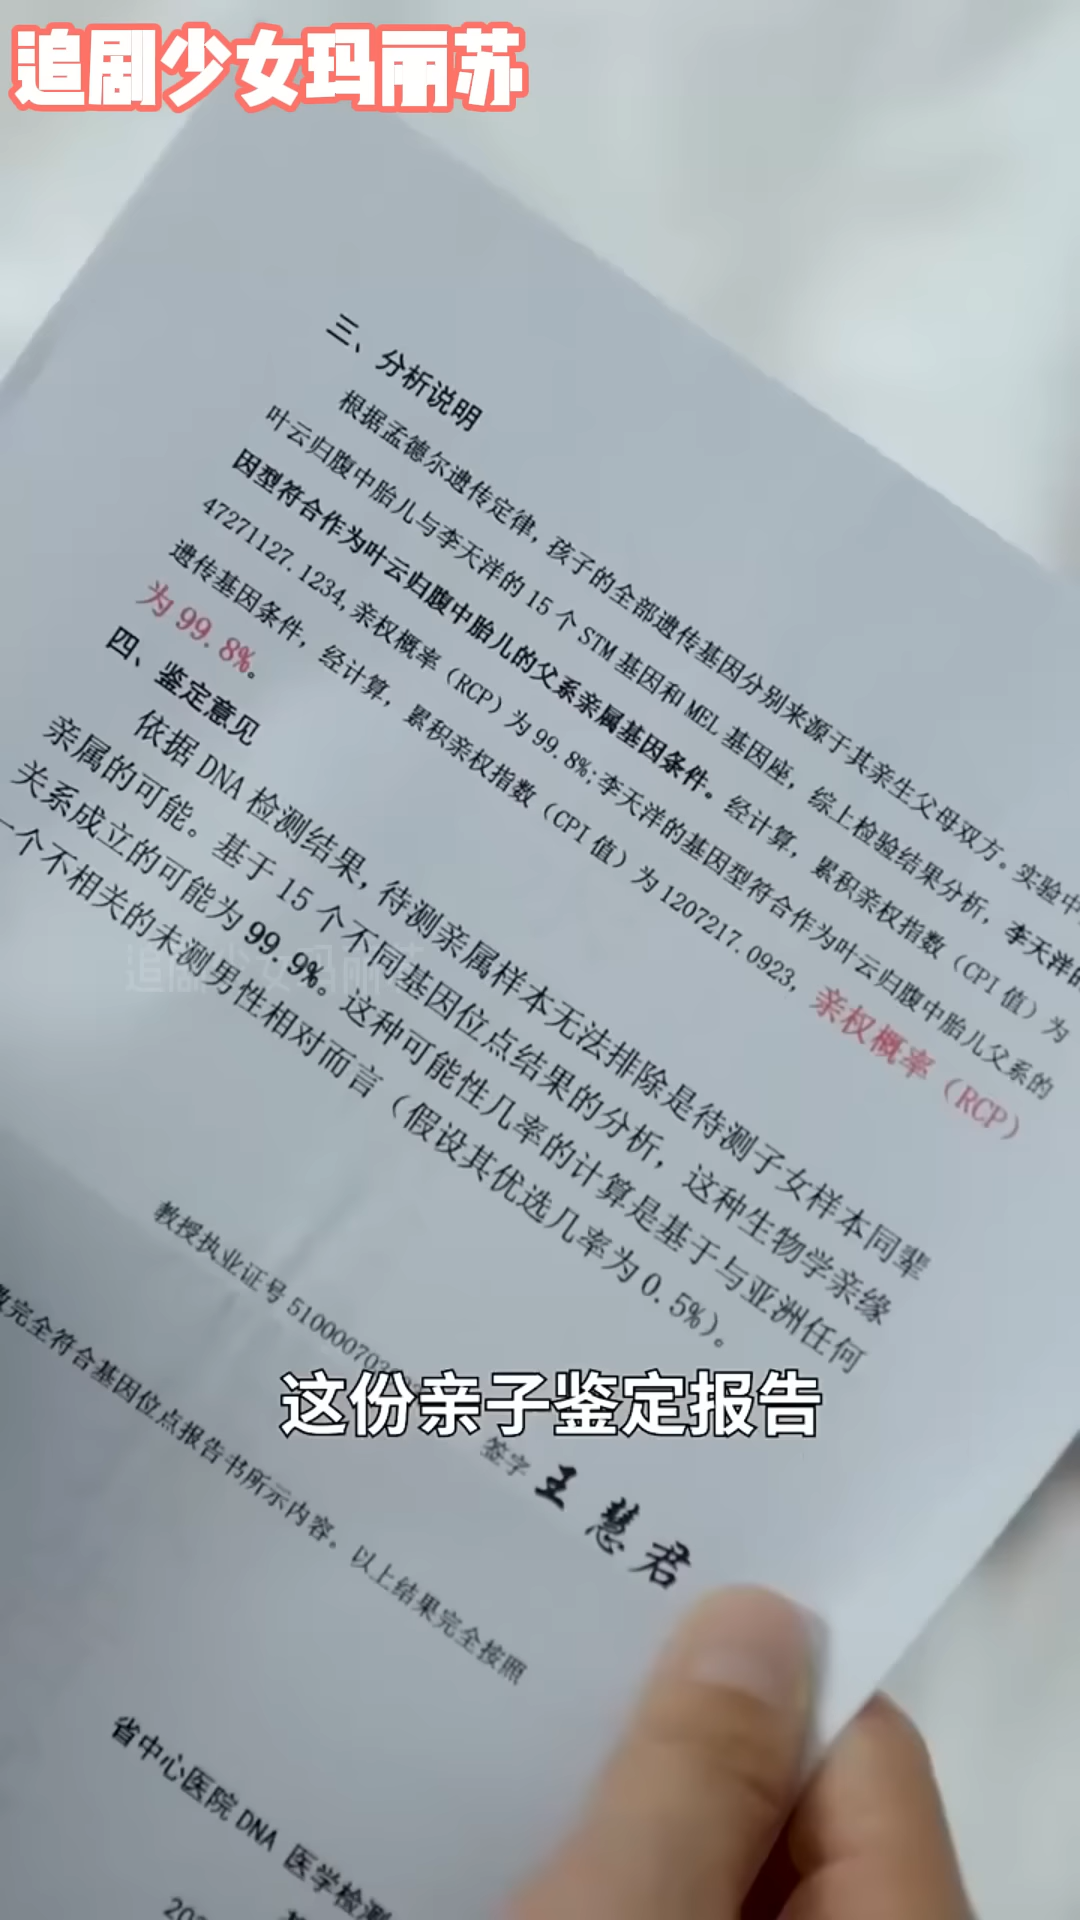 追剧少女玛丽苏
三、分析说明
根据孟德尔遗传定律，孩子的全部遗传基因分别来源于其亲生父母双方。实验中
叶云归腹中胎儿与李天洋的15个STM基因和MEL基因座，综上检验结果分析，李天洋的
因型符合作为叶云归腹中胎儿的父系亲属基因条件。经计算，累积亲权指数（CPI值）为
47271127.1234,亲权概率（RCP）为99.8%;李天洋的基因型符合作为叶云归腹中胎儿父系的
遗传基因条件，经计算，累积亲权指数（CPI值）为1207217.0923，亲权概率（RCP）
为99.8%。
四、鉴定意见
依据DNA检测结果，待测亲属样本无法排除是待测子女样本同辈
亲属的可能。基于15个不同基因位点结果的分析，这种生物学亲缘
关系成立的可能为99.9%。这种可能性几率的计算是基于与亚洲任何
一个不相关的未测男性相对而言（假设其优选几率为0.5%）。
追剧少女玛丽苏
教授执业证号510000703
这份亲子鉴定报告
签字 王慧君
完全符合基因位点报告书所示内容。以上结果完全按照
省中心医院DNA 医学检测